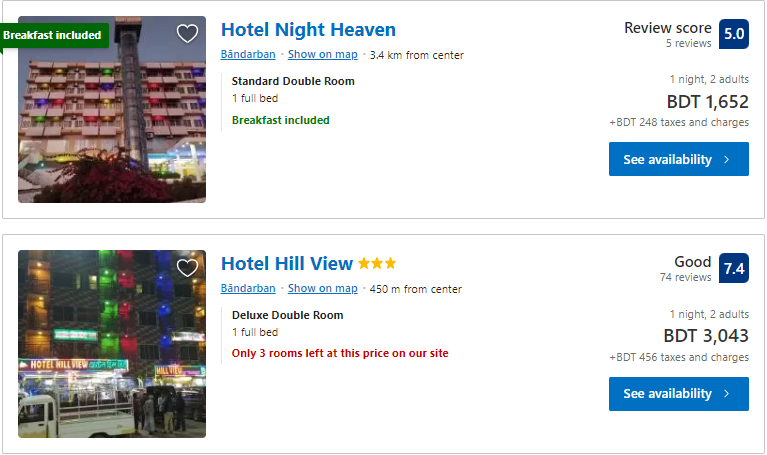 Breakfast included
Hotel Night Heaven
Bāndarban · Show on map · 3.4 km from center
Standard Double Room
1 full bed
Breakfast included
Review score
5 reviews
5.0
1 night, 2 adults
BDT 1,652
+BDT 248 taxes and charges
See availability
Hotel Hill View
Bāndarban · Show on map · 450 m from center
Deluxe Double Room
1 full bed
Only 3 rooms left at this price on our site
Good
74 reviews
7.4
1 night, 2 adults
BDT 3,043
+BDT 456 taxes and charges
See availability
HOTEL HILL VIEW
HILL VIEW